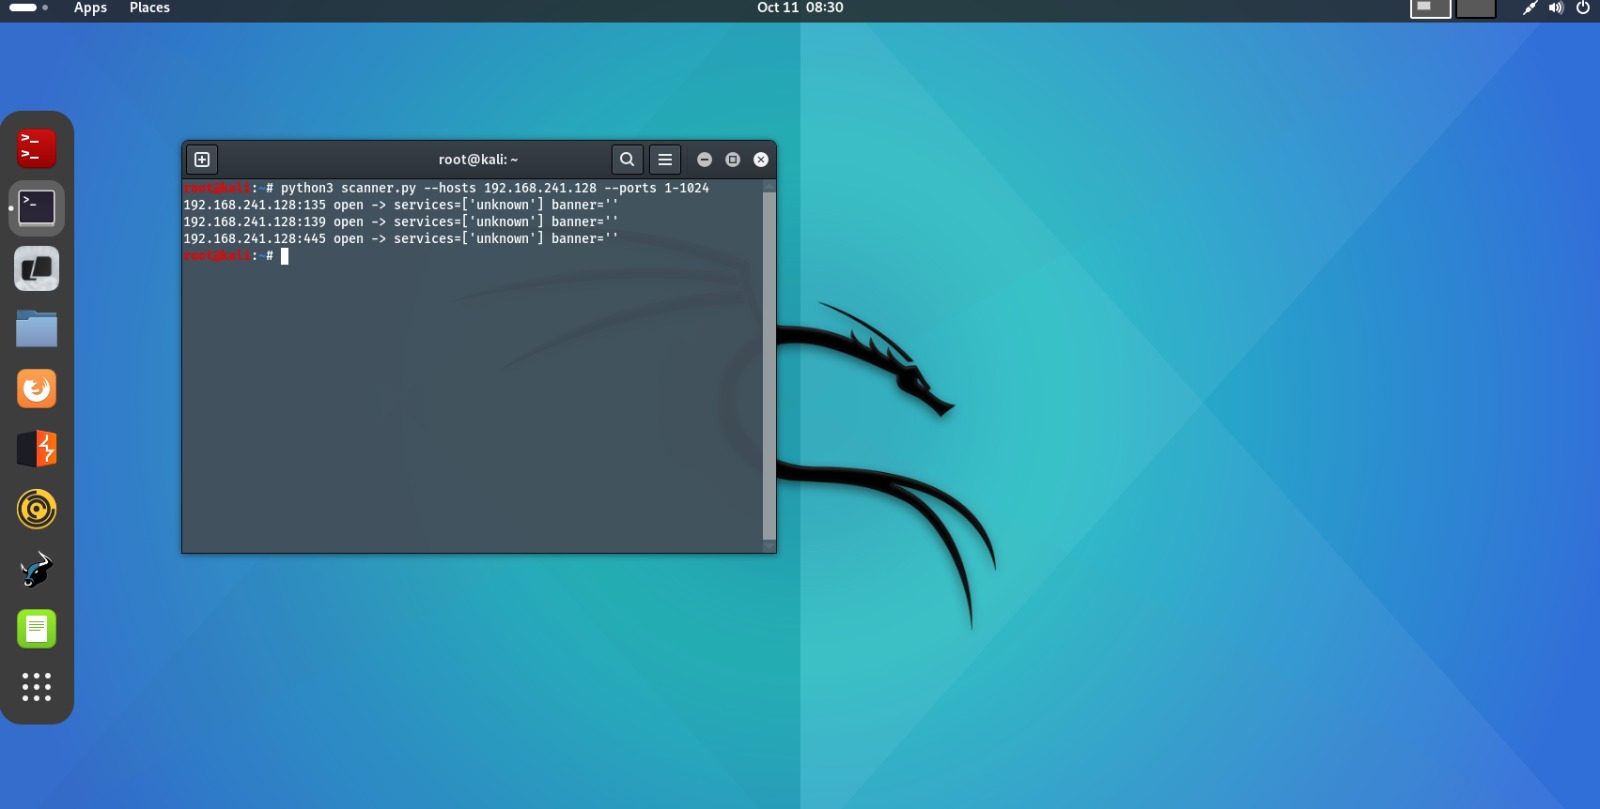 Apps Places Oct 11 08:30
root@kali: ~
root@kali:~# python3 scanner.py --hosts 192.168.241.128 --ports 1-1024
192.168.241.128:135 open -> services=['unknown'] banner=''
192.168.241.128:139 open -> services=['unknown'] banner=''
192.168.241.128:445 open -> services=['unknown'] banner=''
root@kali:~#